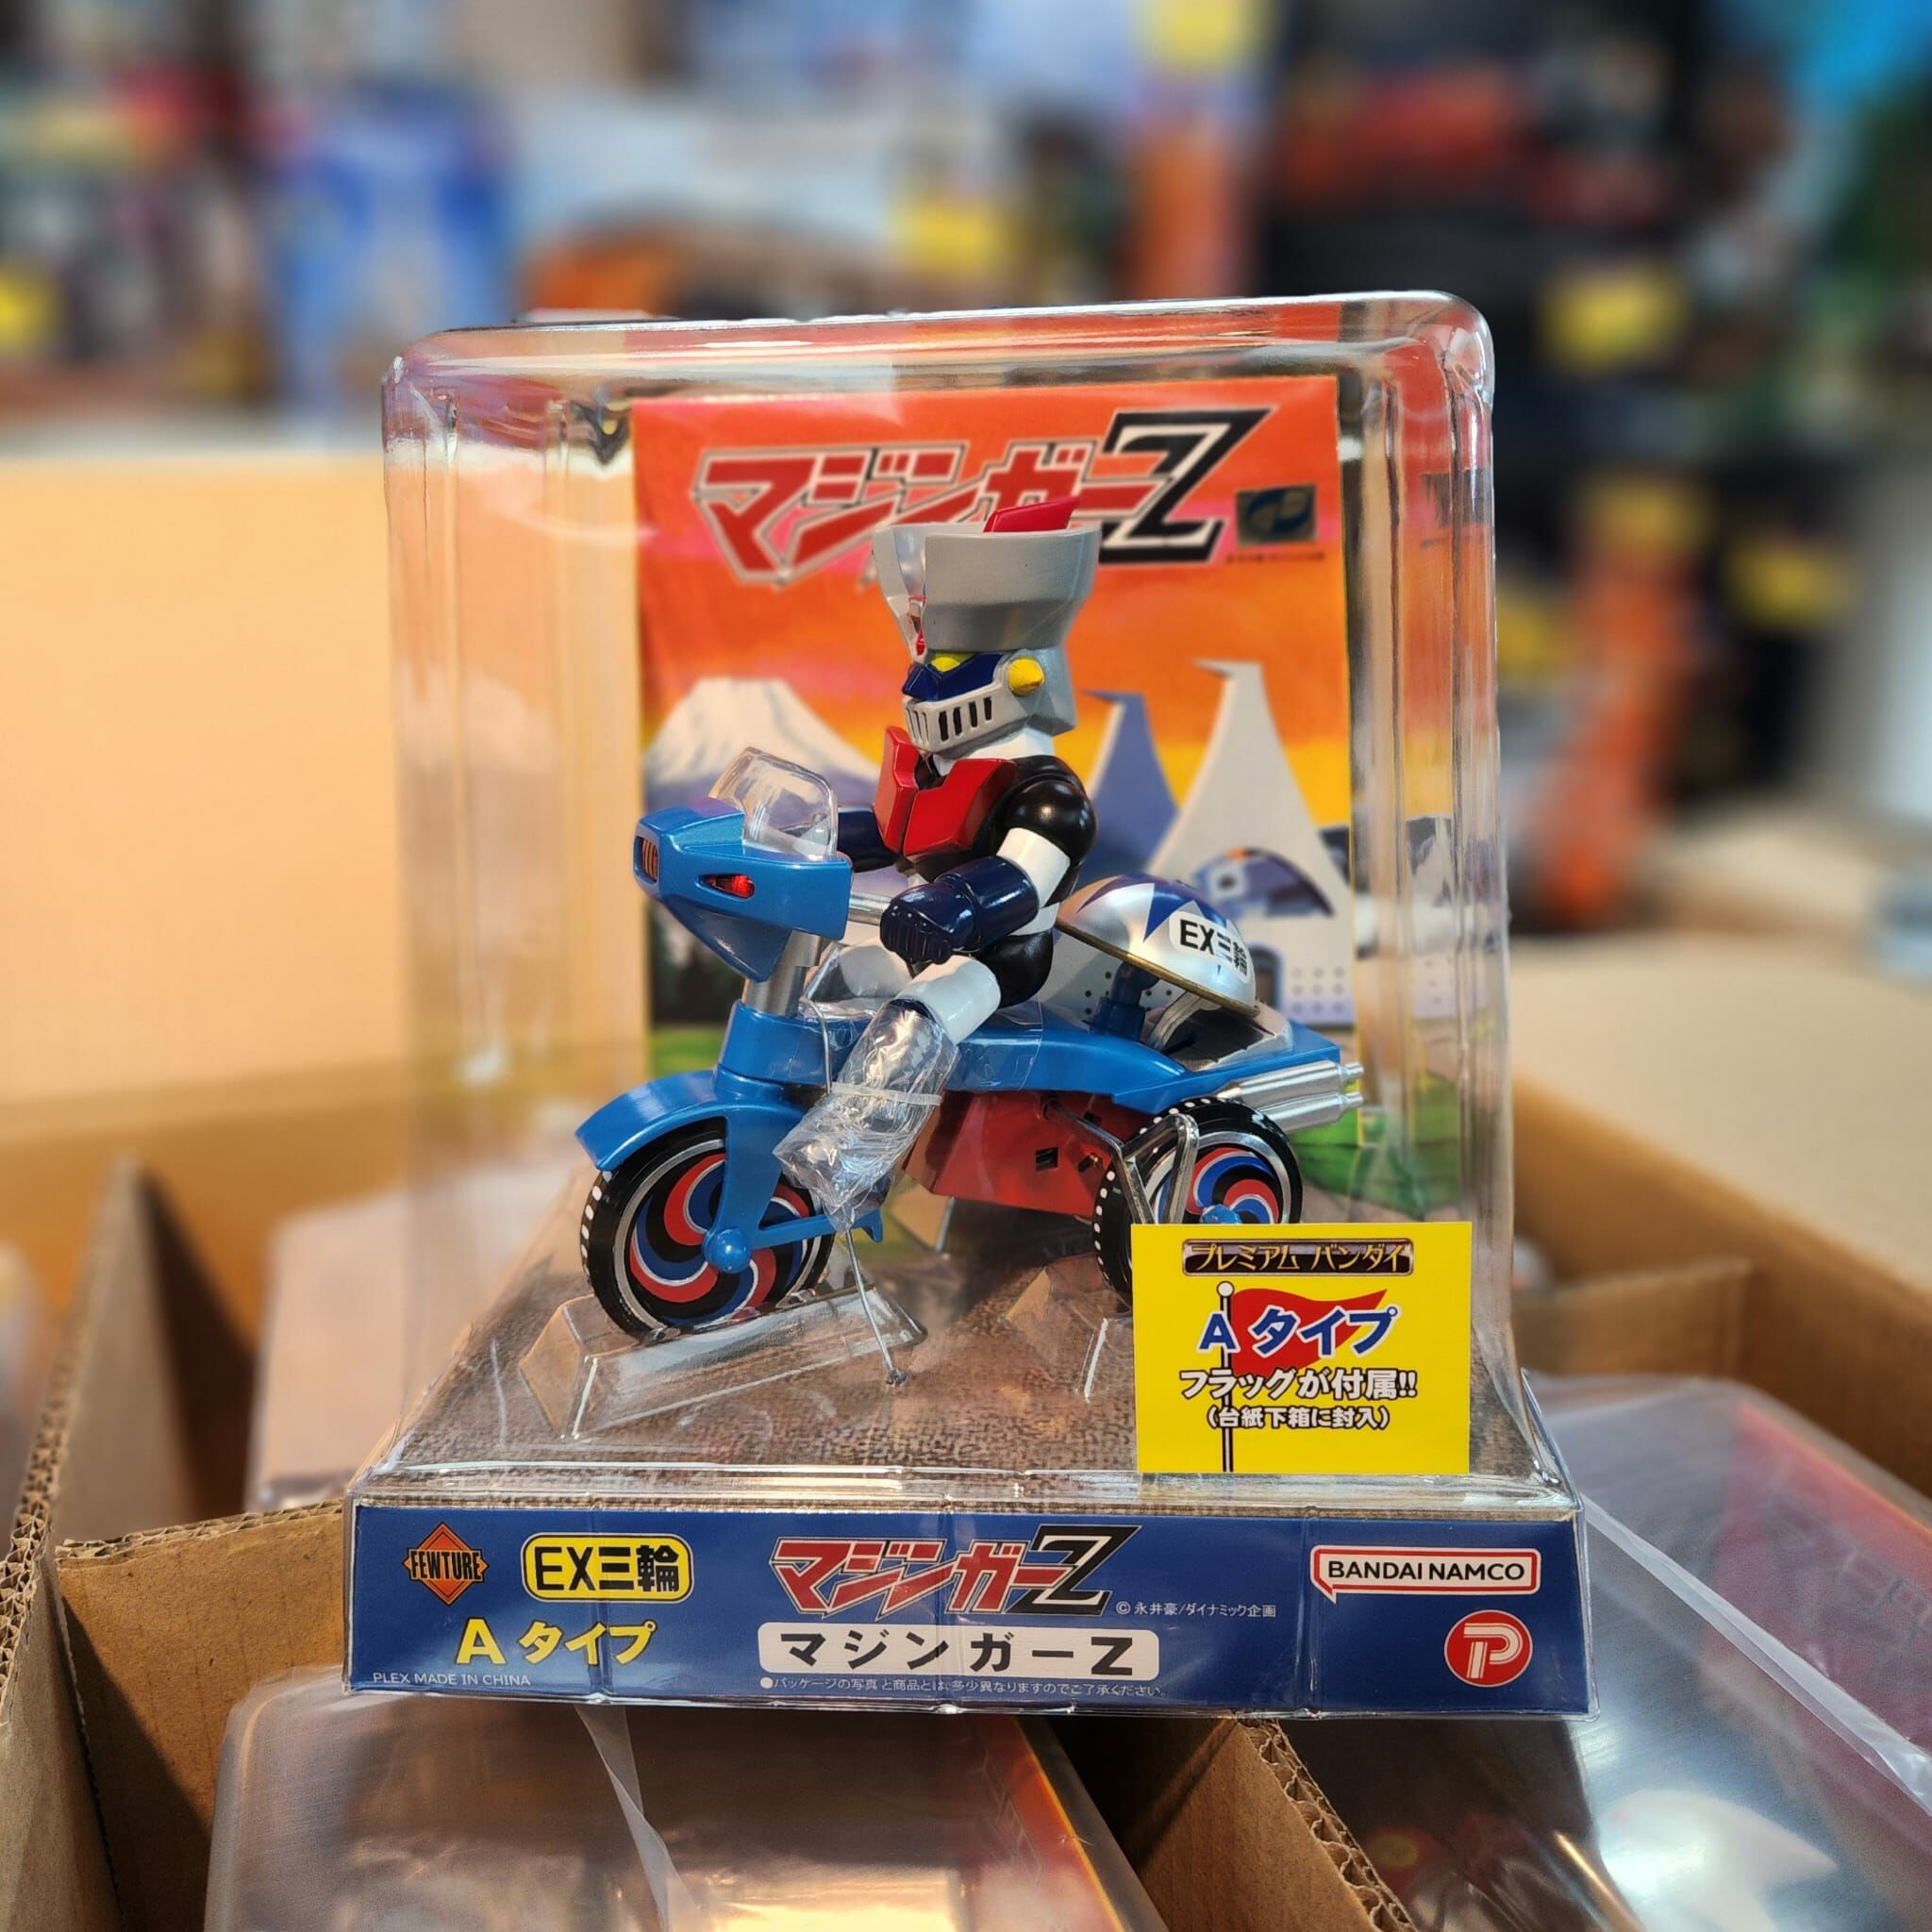 マジンガーZ
EX三輪
プレミアム バンダイ
A タイプ
フラッグが付属!!
(台紙下箱に封入)
FEWTURE
EX三輪
A タイプ
PLEX MADE IN CHINA
マジンガーZ
© 永井豪/ダイナミック企画
マジンガーZ
●パッケージの写真と商品とは、多少異なりますのでご了承ください。
BANDAI NAMCO
P